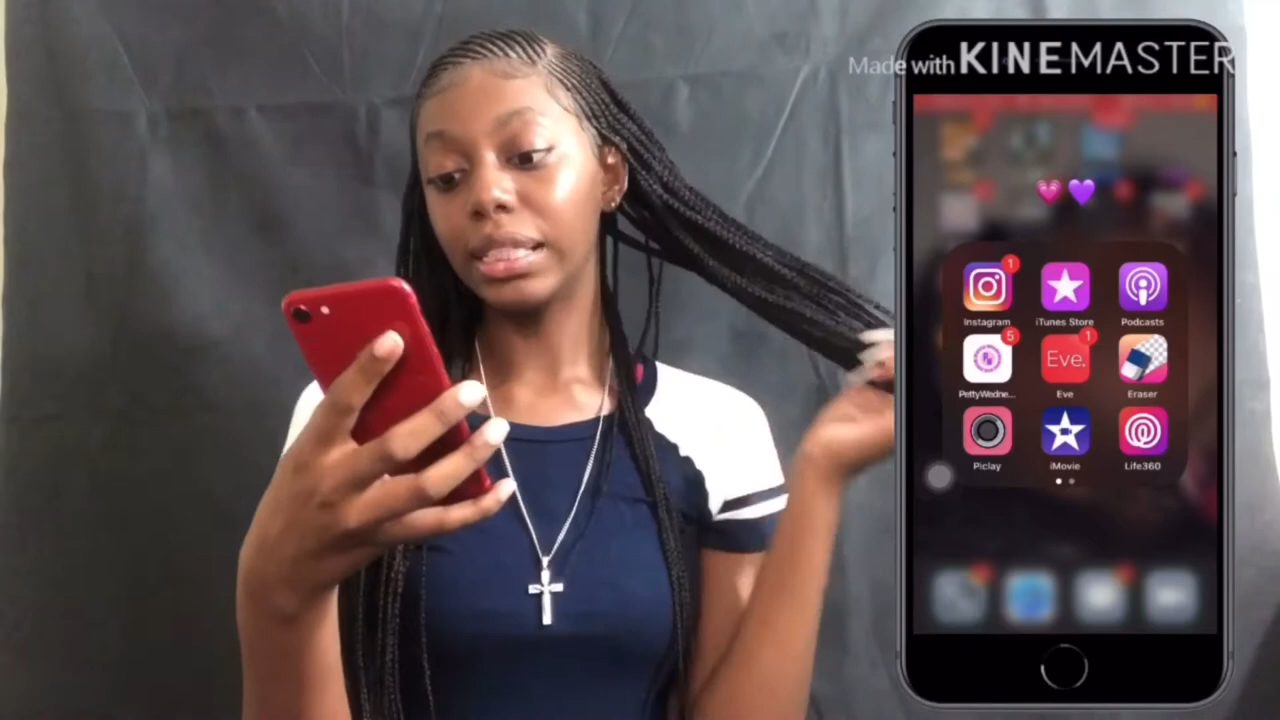 Made with KINEMASTER
1
Instagram
iTunes Store
Podcasts
5
1
Eve.
PettyWedne...
Eve
Eraser
Piclay
iMovie
Life360